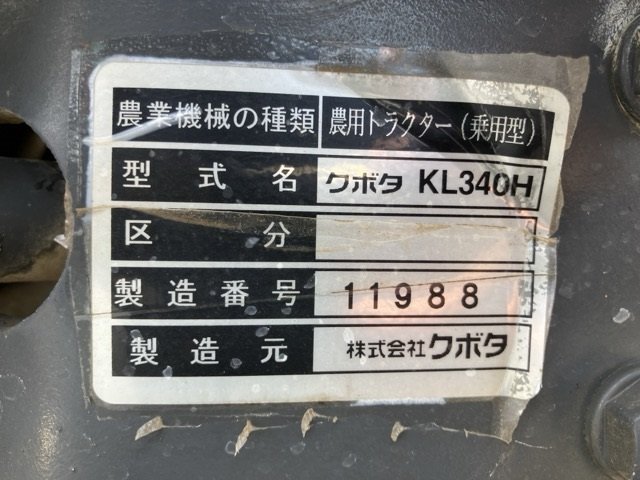 農業機械の種類 農用トラクター(乗用型)
型式名 クボタ KL340H
区分
製造番号 11988
製造元 株式会社クボタ